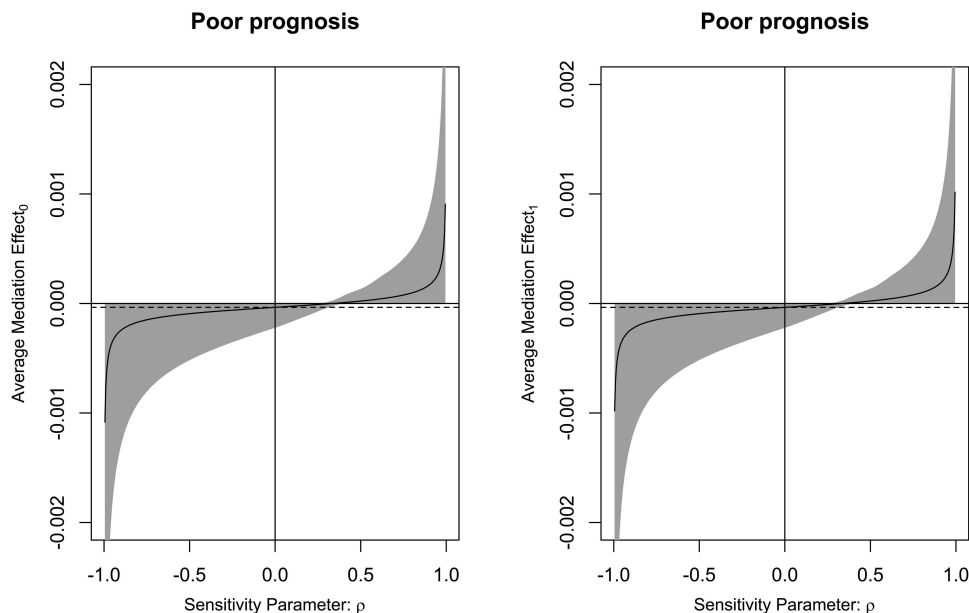 Poor prognosis
Average Mediation Effect0
0.002
0.001
0.000
-0.001
-0.002
-1.0 -0.5 0.0 0.5 1.0
Sensitivity Parameter: ρ
Poor prognosis
Average Mediation Effect1
0.002
0.001
0.000
-0.001
-0.002
-1.0 -0.5 0.0 0.5 1.0
Sensitivity Parameter: ρ